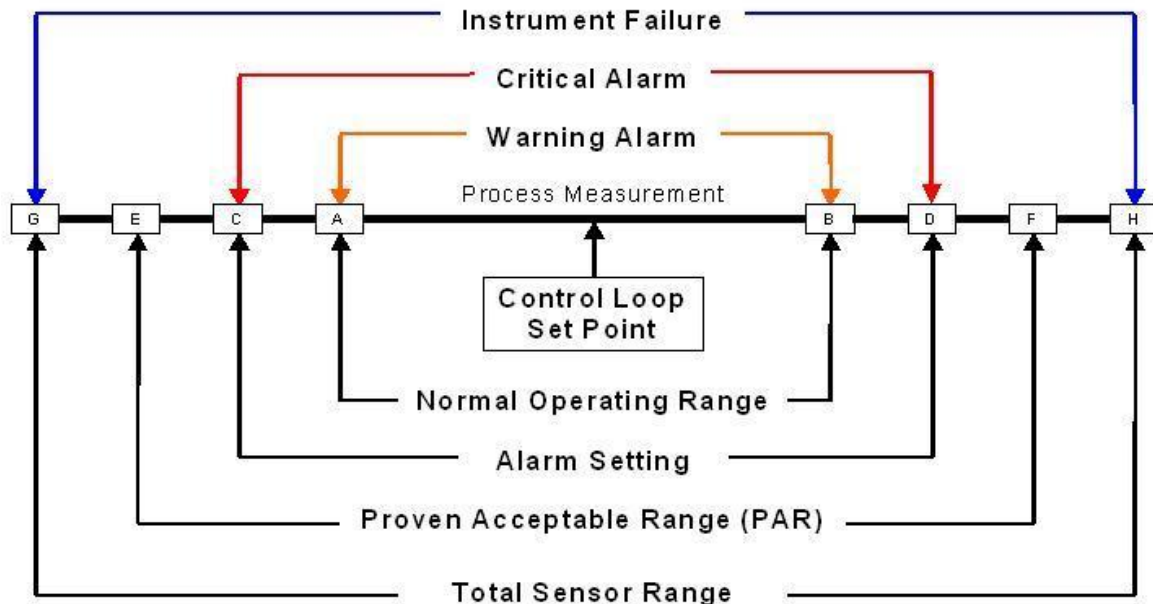 Instrument Failure
Critical Alarm
Warning Alarm
Process Measurement
G E C A B D F H
Control Loop
Set Point
Normal Operating Range
Alarm Setting
Proven Acceptable Range (PAR)
Total Sensor Range